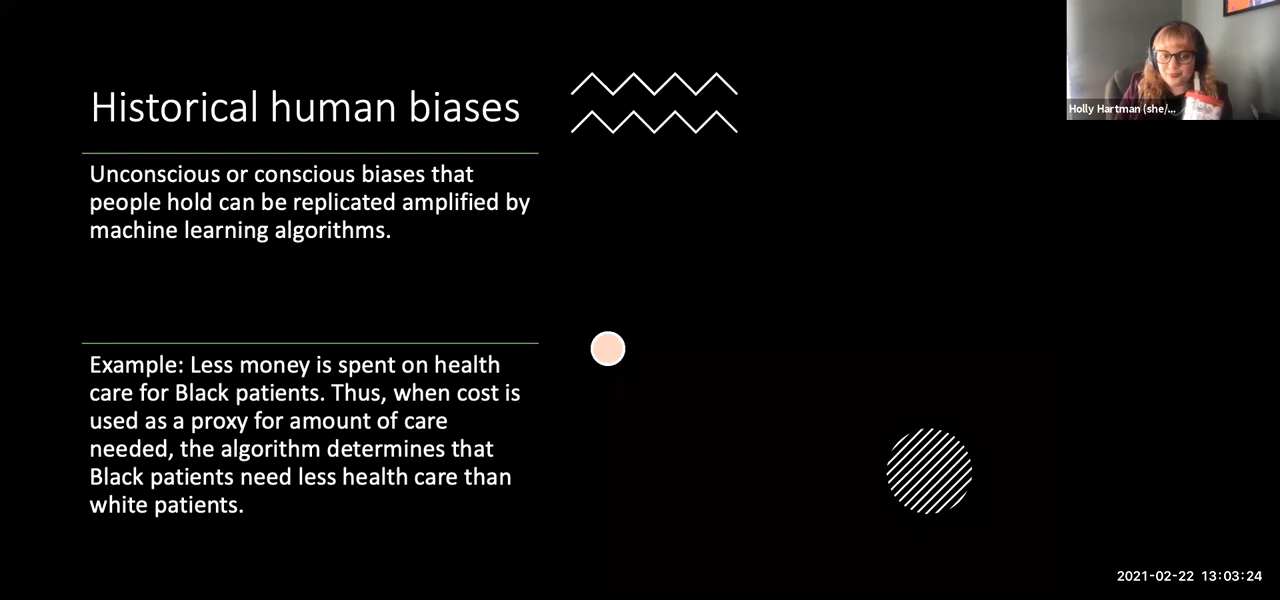 Historical human biases
Unconscious or conscious biases that
people hold can be replicated amplified by
machine learning algorithms.
Example: Less money is spent on health
care for Black patients. Thus, when cost is
used as a proxy for amount of care
needed, the algorithm determines that
Black patients need less health care than
white patients.
Holly Hartman (she/...
2021-02-22 13:03:24